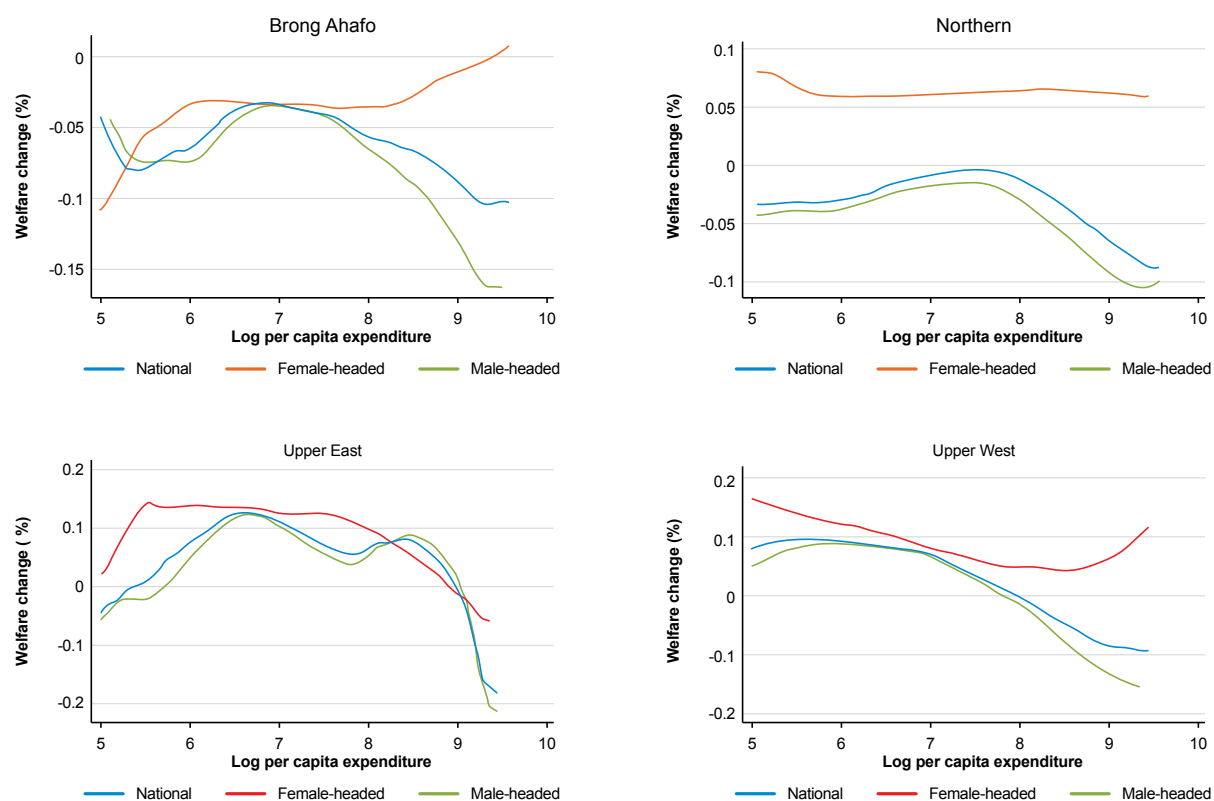 Brong Ahafo
Welfare change (%)
0
-0.05
-0.1
-0.15
5 6 7 8 9 10
Log per capita expenditure
National Female-headed Male-headed
Northern
Welfare change (%)
0.1
0.05
0
-0.05
-0.1
5 6 7 8 9 10
Log per capita expenditure
National Female-headed Male-headed
Upper East
Welfare change ( %)
0.2
0.1
0
-0.1
-0.2
5 6 7 8 9 10
Log per capita expenditure
National Female-headed Male-headed
Upper West
Welfare change (%)
0.2
0.1
0
-0.1
-0.2
5 6 7 8 9 10
Log per capita expenditure
National Female-headed Male-headed